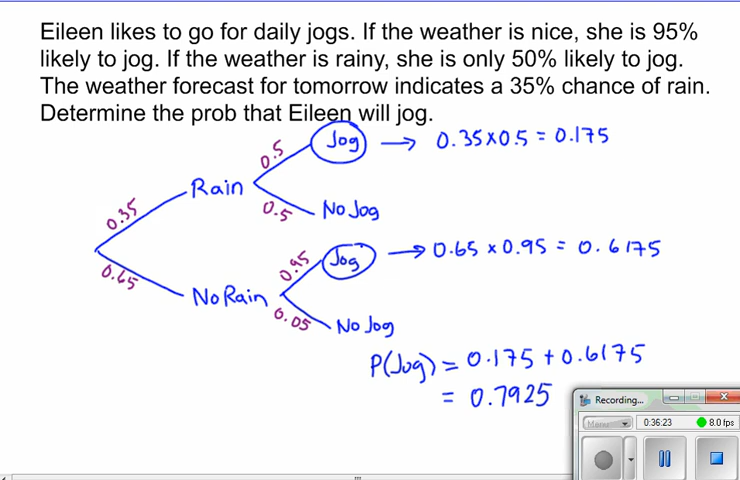 Eileen likes to go for daily jogs. If the weather is nice, she is 95%
likely to jog. If the weather is rainy, she is only 50% likely to jog.
The weather forecast for tomorrow indicates a 35% chance of rain.
Determine the prob that Eileen will jog.
0.5 Jog → 0.35×0.5 = 0.175
0.35 Rain
0.5 No Jog
0.95 Jog → 0.65 × 0.95 = 0.6175
0.65 No Rain
0.05 No Jog
P(Jog) = 0.175 + 0.6175
= 0.7925
Recording...
Menu 0:36:23 8.0 fps